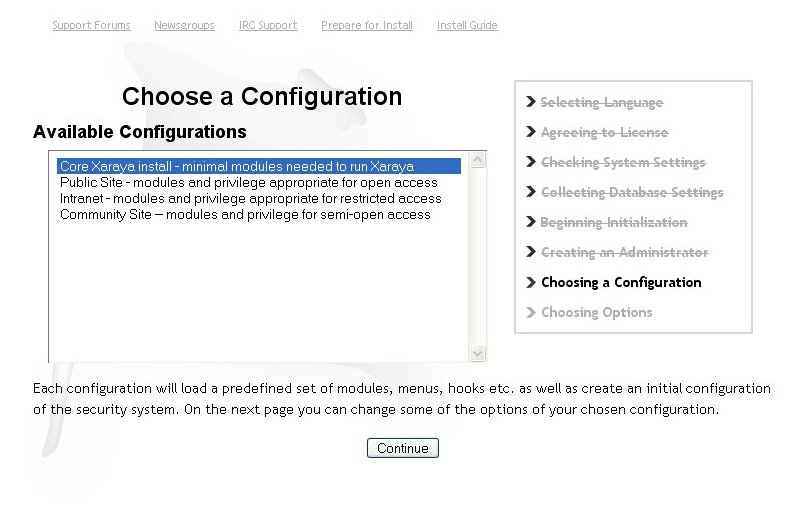 Support Forums Newsgroups IRC Support Prepare for Install Install Guide
Choose a Configuration
Available Configurations
Core Xaraya install - minimal modules needed to run Xaraya
Public Site - modules and privilege appropriate for open access
Intranet - modules and privilege appropriate for restricted access
Community Site – modules and privilege for semi-open access
Selecting Language
Agreeing to License
Checking System Settings
Collecting Database Settings
Beginning Initialization
Creating an Administrator
Choosing a Configuration
Choosing Options
Each configuration will load a predefined set of modules, menus, hooks etc. as well as create an initial configuration
of the security system. On the next page you can change some of the options of your chosen configuration.
Continue